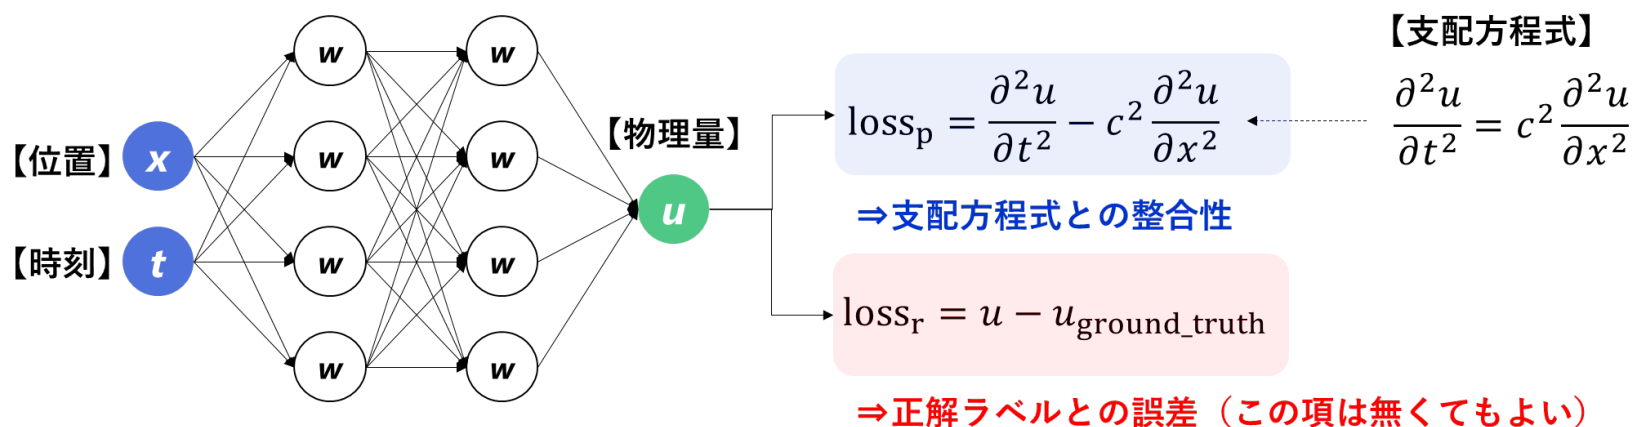 【支配方程式】
w w
∂²u/∂t² = c² ∂²u/∂x²
loss_p = ∂²u/∂t² − c² ∂²u/∂x²
【物理量】
【位置】 x w w
u
⇒支配方程式との整合性
【時刻】 t w w
loss_r = u − u_ground_truth
w w
⇒正解ラベルとの誤差（この項は無くてもよい）